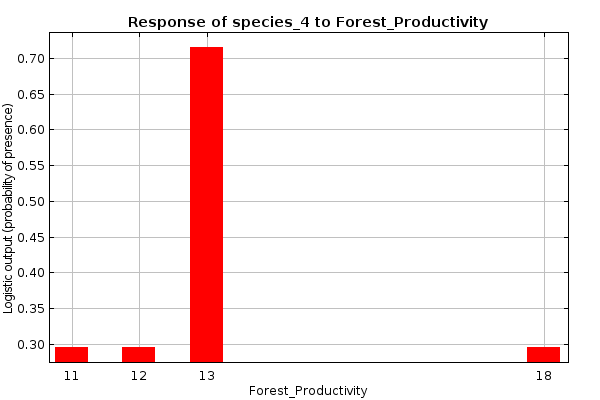 Response of species_4 to Forest_Productivity
Logistic output (probability of presence)
0.70
0.65
0.60
0.55
0.50
0.45
0.40
0.35
0.30
11 12 13 18
Forest_Productivity